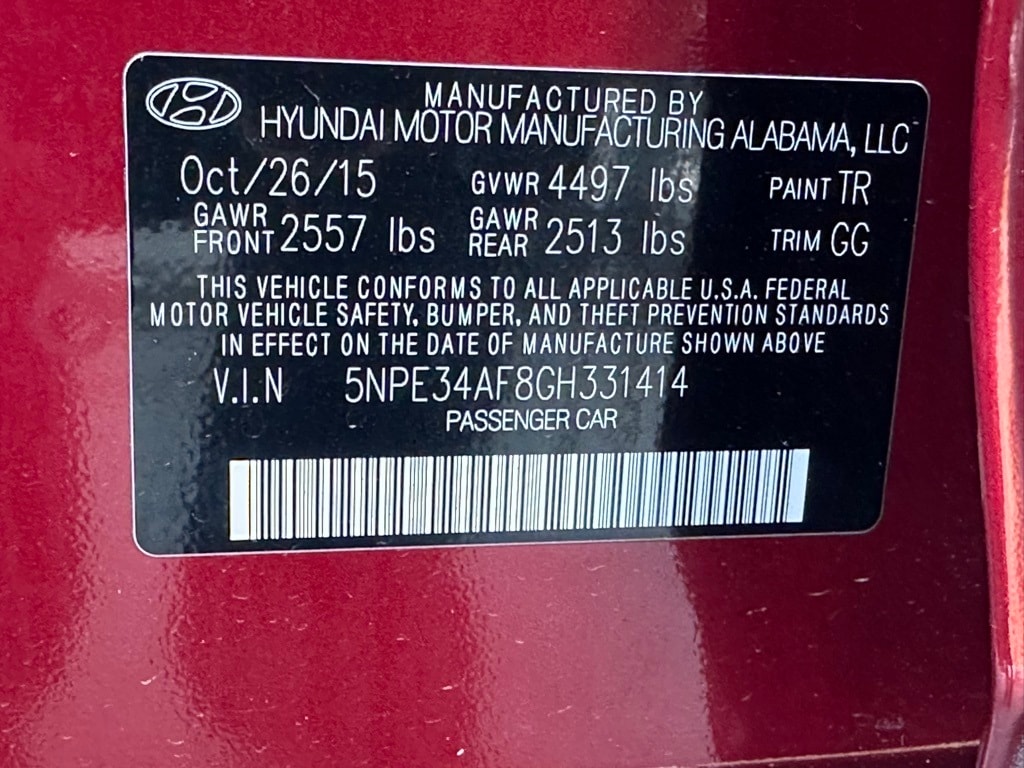 MANUFACTURED BY
HYUNDAI MOTOR MANUFACTURING ALABAMA, LLC
Oct/26/15 GVWR 4497 lbs PAINT TR
GAWR FRONT 2557 lbs GAWR REAR 2513 lbs TRIM GG
THIS VEHICLE CONFORMS TO ALL APPLICABLE U.S.A. FEDERAL
MOTOR VEHICLE SAFETY, BUMPER, AND THEFT PREVENTION STANDARDS
IN EFFECT ON THE DATE OF MANUFACTURE SHOWN ABOVE
V.I.N 5NPE34AF8GH331414
PASSENGER CAR